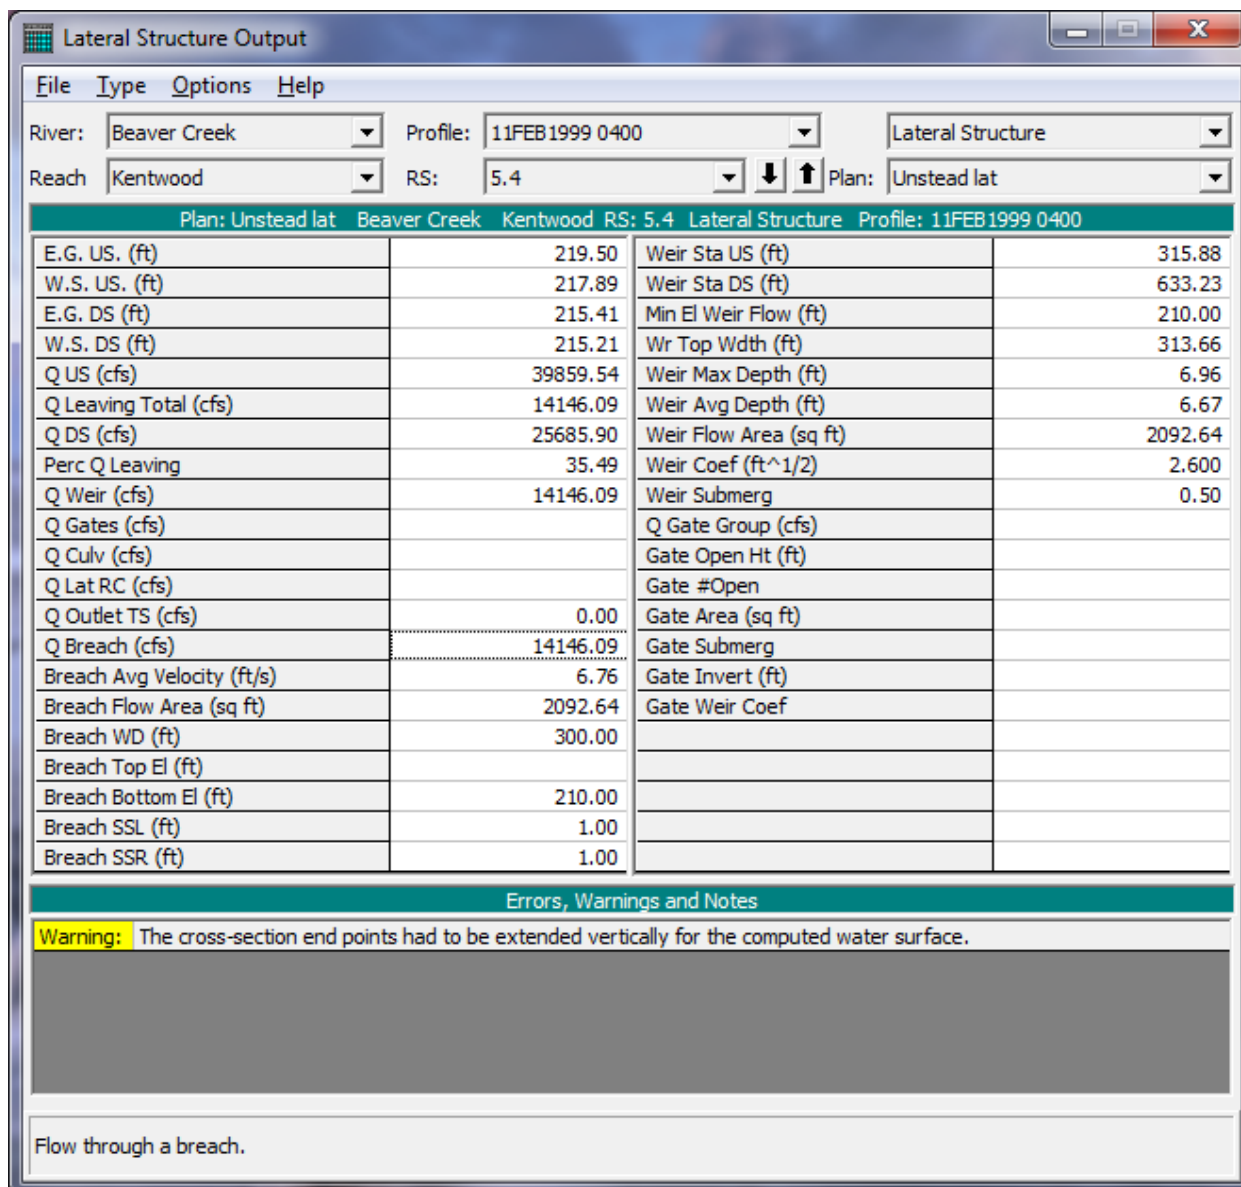 Lateral Structure Output
File Type Options Help
River: Beaver Creek Profile: 11FEB1999 0400 Lateral Structure
Reach Kentwood RS: 5.4 Plan: Unstead lat
Plan: Unstead lat Beaver Creek Kentwood RS: 5.4 Lateral Structure Profile: 11FEB1999 0400
E.G. US. (ft) 219.50 Weir Sta US (ft) 315.88
W.S. US. (ft) 217.89 Weir Sta DS (ft) 633.23
E.G. DS (ft) 215.41 Min El Weir Flow (ft) 210.00
W.S. DS (ft) 215.21 Wr Top Wdth (ft) 313.66
Q US (cfs) 39859.54 Weir Max Depth (ft) 6.96
Q Leaving Total (cfs) 14146.09 Weir Avg Depth (ft) 6.67
Q DS (cfs) 25685.90 Weir Flow Area (sq ft) 2092.64
Perc Q Leaving 35.49 Weir Coef (ft^1/2) 2.600
Q Weir (cfs) 14146.09 Weir Submerg 0.50
Q Gates (cfs) Q Gate Group (cfs)
Q Culv (cfs) Gate Open Ht (ft)
Q Lat RC (cfs) Gate #Open
Q Outlet TS (cfs) 0.00 Gate Area (sq ft)
Q Breach (cfs) 14146.09 Gate Submerg
Breach Avg Velocity (ft/s) 6.76 Gate Invert (ft)
Breach Flow Area (sq ft) 2092.64 Gate Weir Coef
Breach WD (ft) 300.00
Breach Top El (ft)
Breach Bottom El (ft) 210.00
Breach SSL (ft) 1.00
Breach SSR (ft) 1.00
Errors, Warnings and Notes
Warning: The cross-section end points had to be extended vertically for the computed water surface.
Flow through a breach.